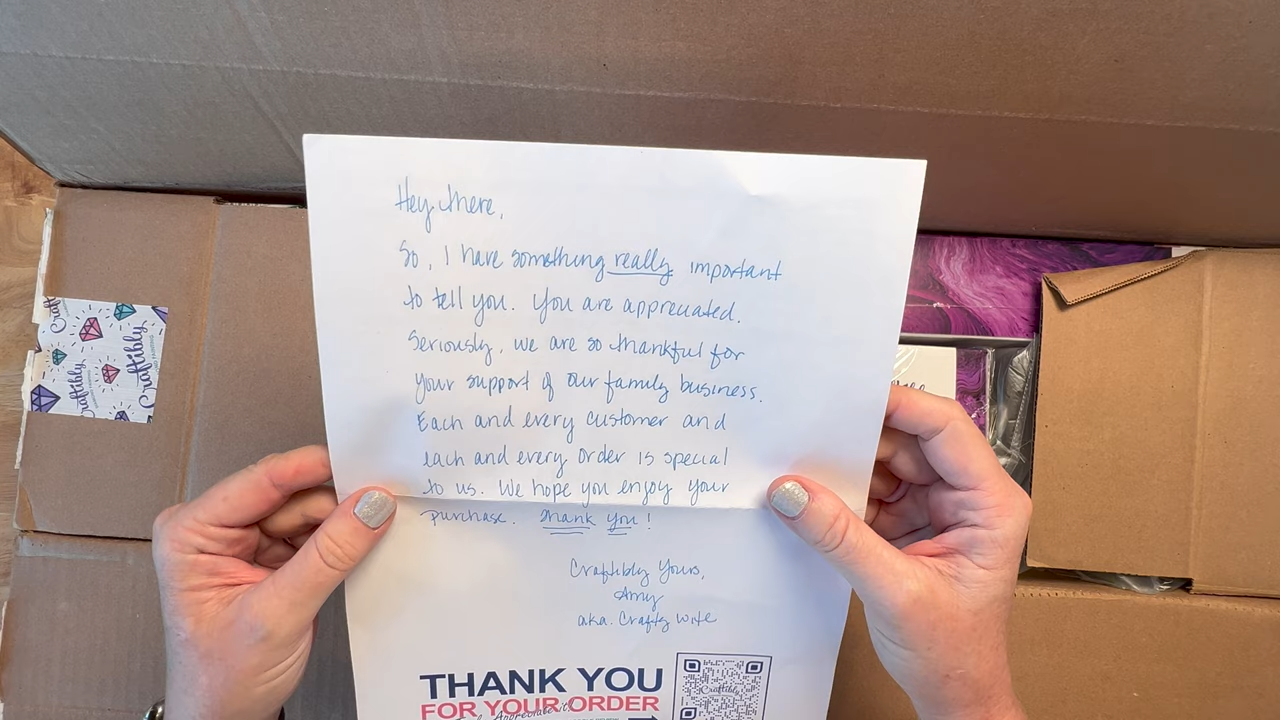 Hey there,
So, I have something really important
to tell you. You are appreciated.
Seriously, we are so thankful for
your support of our family business.
Each and every customer and
each and every order is special
to us. We hope you enjoy your
purchase. Thank you!
Craftibly Yours,
Amy
aka. Crafty Wife
THANK YOU
FOR YOUR ORDER
Craftibly
Craftibly
Craftibly